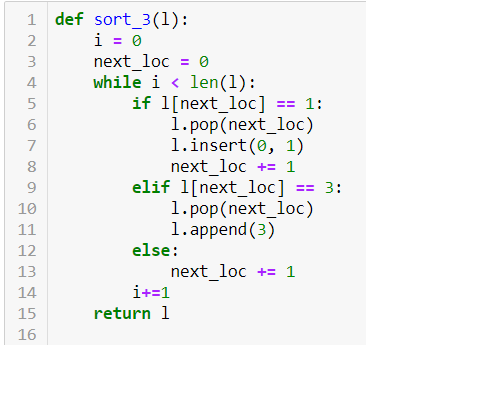 1 def sort_3(l):
2     i = 0
3     next_loc = 0
4     while i < len(l):
5         if l[next_loc] == 1:
6             l.pop(next_loc)
7             l.insert(0, 1)
8             next_loc += 1
9         elif l[next_loc] == 3:
10             l.pop(next_loc)
11             l.append(3)
12         else:
13             next_loc += 1
14         i+=1
15     return l
16